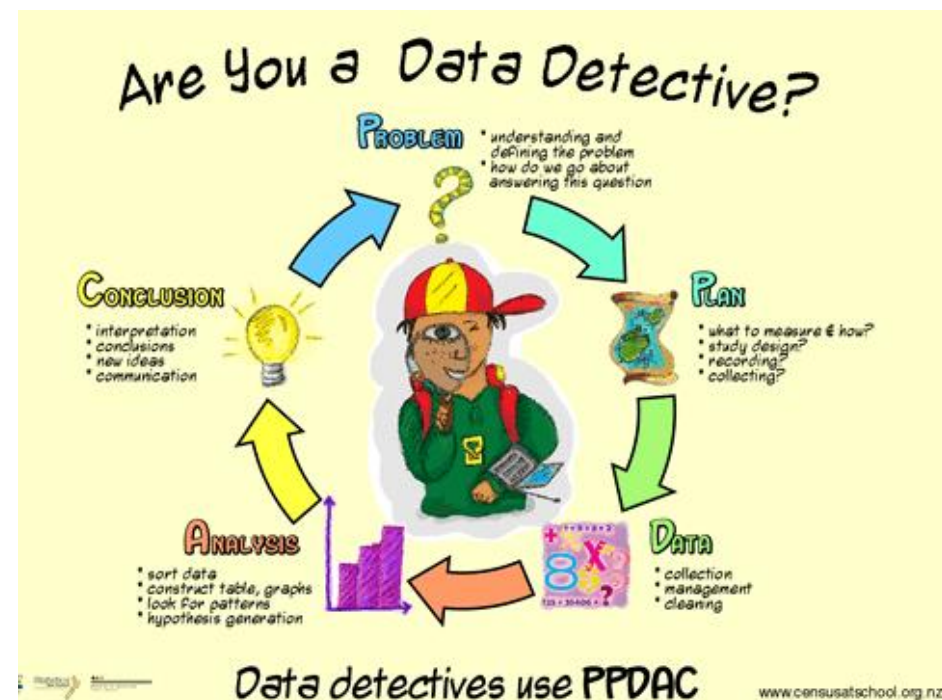 Are You a Data Detective?
PROBLEM
* understanding and
defining the problem
* how do we go about
answering this question
PLAN
* what to measure & how?
* study design?
* recording?
* collecting?
DATA
* collection
* management
* cleaning
ANALYSIS
* sort data
* construct table, graphs
* look for patterns
* hypothesis generation
CONCLUSION
* interpretation
* conclusions
* new ideas
* communication
Data detectives use PPDAC
www.censusatschool.org.nz